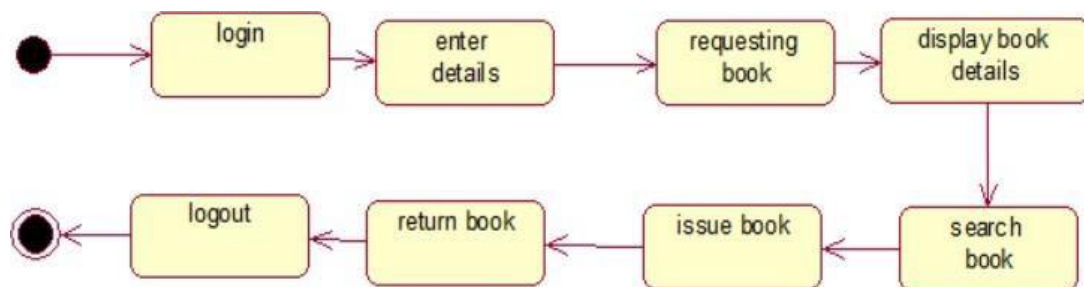 login
enter
details
requesting
book
display book
details
logout
return book
issue book
search
book